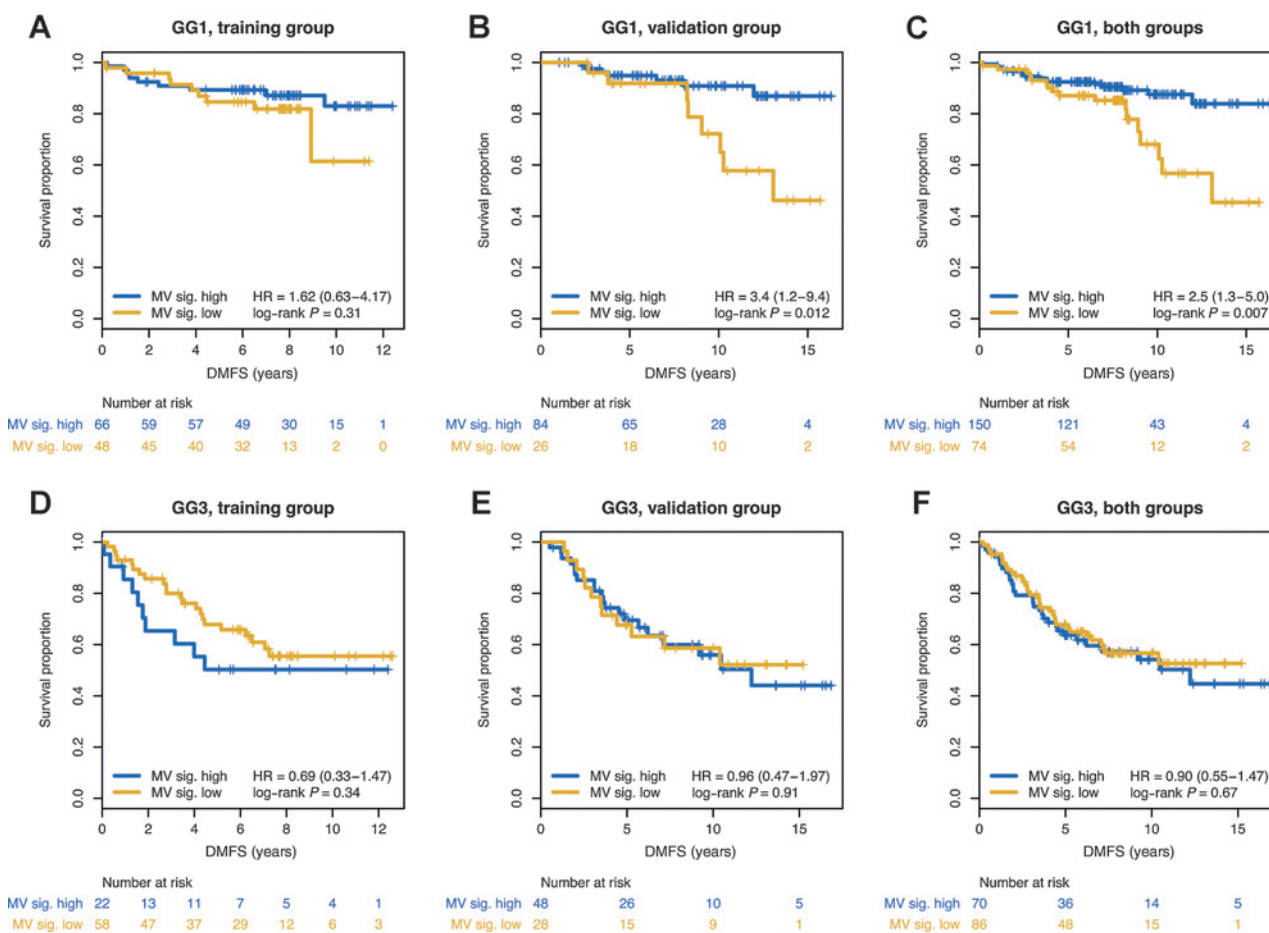 A
GG1, training group
Survival proportion
1.0
0.8
0.6
0.4
0.2
0.0
MV sig. high HR = 1.62 (0.63–4.17)
MV sig. low log-rank P = 0.31
0 2 4 6 8 10 12
DMFS (years)
Number at risk
MV sig. high 66 59 57 49 30 15 1
MV sig. low 48 45 40 32 13 2 0
B
GG1, validation group
Survival proportion
1.0
0.8
0.6
0.4
0.2
0.0
MV sig. high HR = 3.4 (1.2–9.4)
MV sig. low log-rank P = 0.012
0 5 10 15
DMFS (years)
Number at risk
MV sig. high 84 65 28 4
MV sig. low 26 18 10 2
C
GG1, both groups
Survival proportion
1.0
0.8
0.6
0.4
0.2
0.0
MV sig. high HR = 2.5 (1.3–5.0)
MV sig. low log-rank P = 0.007
0 5 10 15
DMFS (years)
Number at risk
MV sig. high 150 121 43 4
MV sig. low 74 54 12 2
D
GG3, training group
Survival proportion
1.0
0.8
0.6
0.4
0.2
0.0
MV sig. high HR = 0.69 (0.33–1.47)
MV sig. low log-rank P = 0.34
0 2 4 6 8 10 12
DMFS (years)
Number at risk
MV sig. high 22 13 11 7 5 4 1
MV sig. low 58 47 37 29 12 6 3
E
GG3, validation group
Survival proportion
1.0
0.8
0.6
0.4
0.2
0.0
MV sig. high HR = 0.96 (0.47–1.97)
MV sig. low log-rank P = 0.91
0 5 10 15
DMFS (years)
Number at risk
MV sig. high 48 26 10 5
MV sig. low 28 15 9 1
F
GG3, both groups
Survival proportion
1.0
0.8
0.6
0.4
0.2
0.0
MV sig. high HR = 0.90 (0.55–1.47)
MV sig. low log-rank P = 0.67
0 5 10 15
DMFS (years)
Number at risk
MV sig. high 70 36 14 5
MV sig. low 86 48 15 1